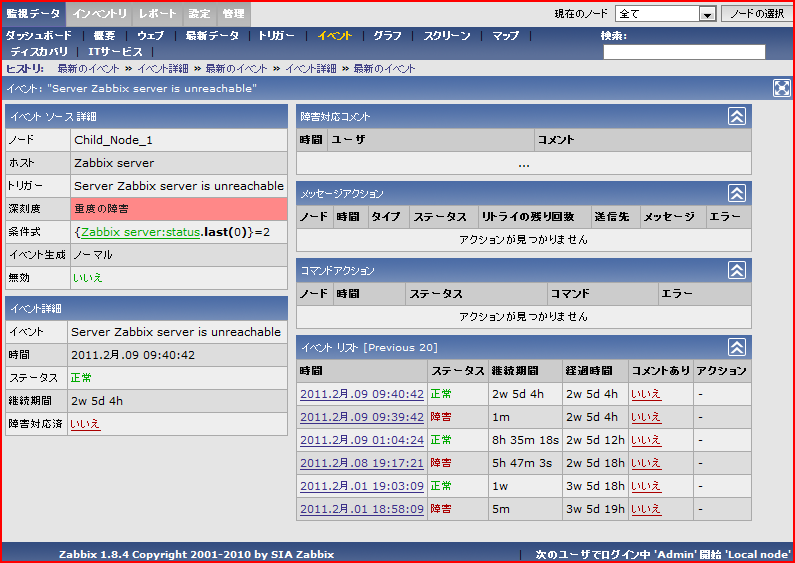 監視データ インベントリ レポート 設定 管理 現在のノード 全て ノードの選択
ダッシュボード | 概要 | ウェブ | 最新データ | トリガー | イベント | グラフ | スクリーン | マップ | 検索:
ディスカバリ | ITサービス |
ヒストリ: 最新のイベント » イベント詳細 » 最新のイベント » イベント詳細 » 最新のイベント
イベント: "Server Zabbix server is unreachable"
イベント ソース 詳細
ノード Child_Node_1
ホスト Zabbix server
トリガー Server Zabbix server is unreachable
深刻度 重度の障害
条件式 {Zabbix server:status.last(0)}=2
イベント生成 ノーマル
無効 いいえ
イベント詳細
イベント Server Zabbix server is unreachable
時間 2011.2月.09 09:40:42
ステータス 正常
継続期間 2w 5d 4h
障害対応済 いいえ
障害対応コメント
時間 ユーザ コメント
...
メッセージアクション
ノード 時間 タイプ ステータス リトライの残り回数 送信先 メッセージ エラー
アクションが見つかりません
コマンドアクション
ノード 時間 ステータス コマンド エラー
アクションが見つかりません
イベント リスト [Previous 20]
時間 ステータス 継続期間 経過時間 コメントあり アクション
2011.2月.09 09:40:42 正常 2w 5d 4h 2w 5d 4h いいえ -
2011.2月.09 09:39:42 障害 1m 2w 5d 4h いいえ -
2011.2月.09 01:04:24 正常 8h 35m 18s 2w 5d 12h いいえ -
2011.2月.08 19:17:21 障害 5h 47m 3s 2w 5d 18h いいえ -
2011.2月.01 19:03:09 正常 1w 3w 5d 18h いいえ -
2011.2月.01 18:58:09 障害 5m 3w 5d 19h いいえ -
Zabbix 1.8.4 Copyright 2001-2010 by SIA Zabbix | 次のユーザでログイン中 'Admin' 開始 'Local node'